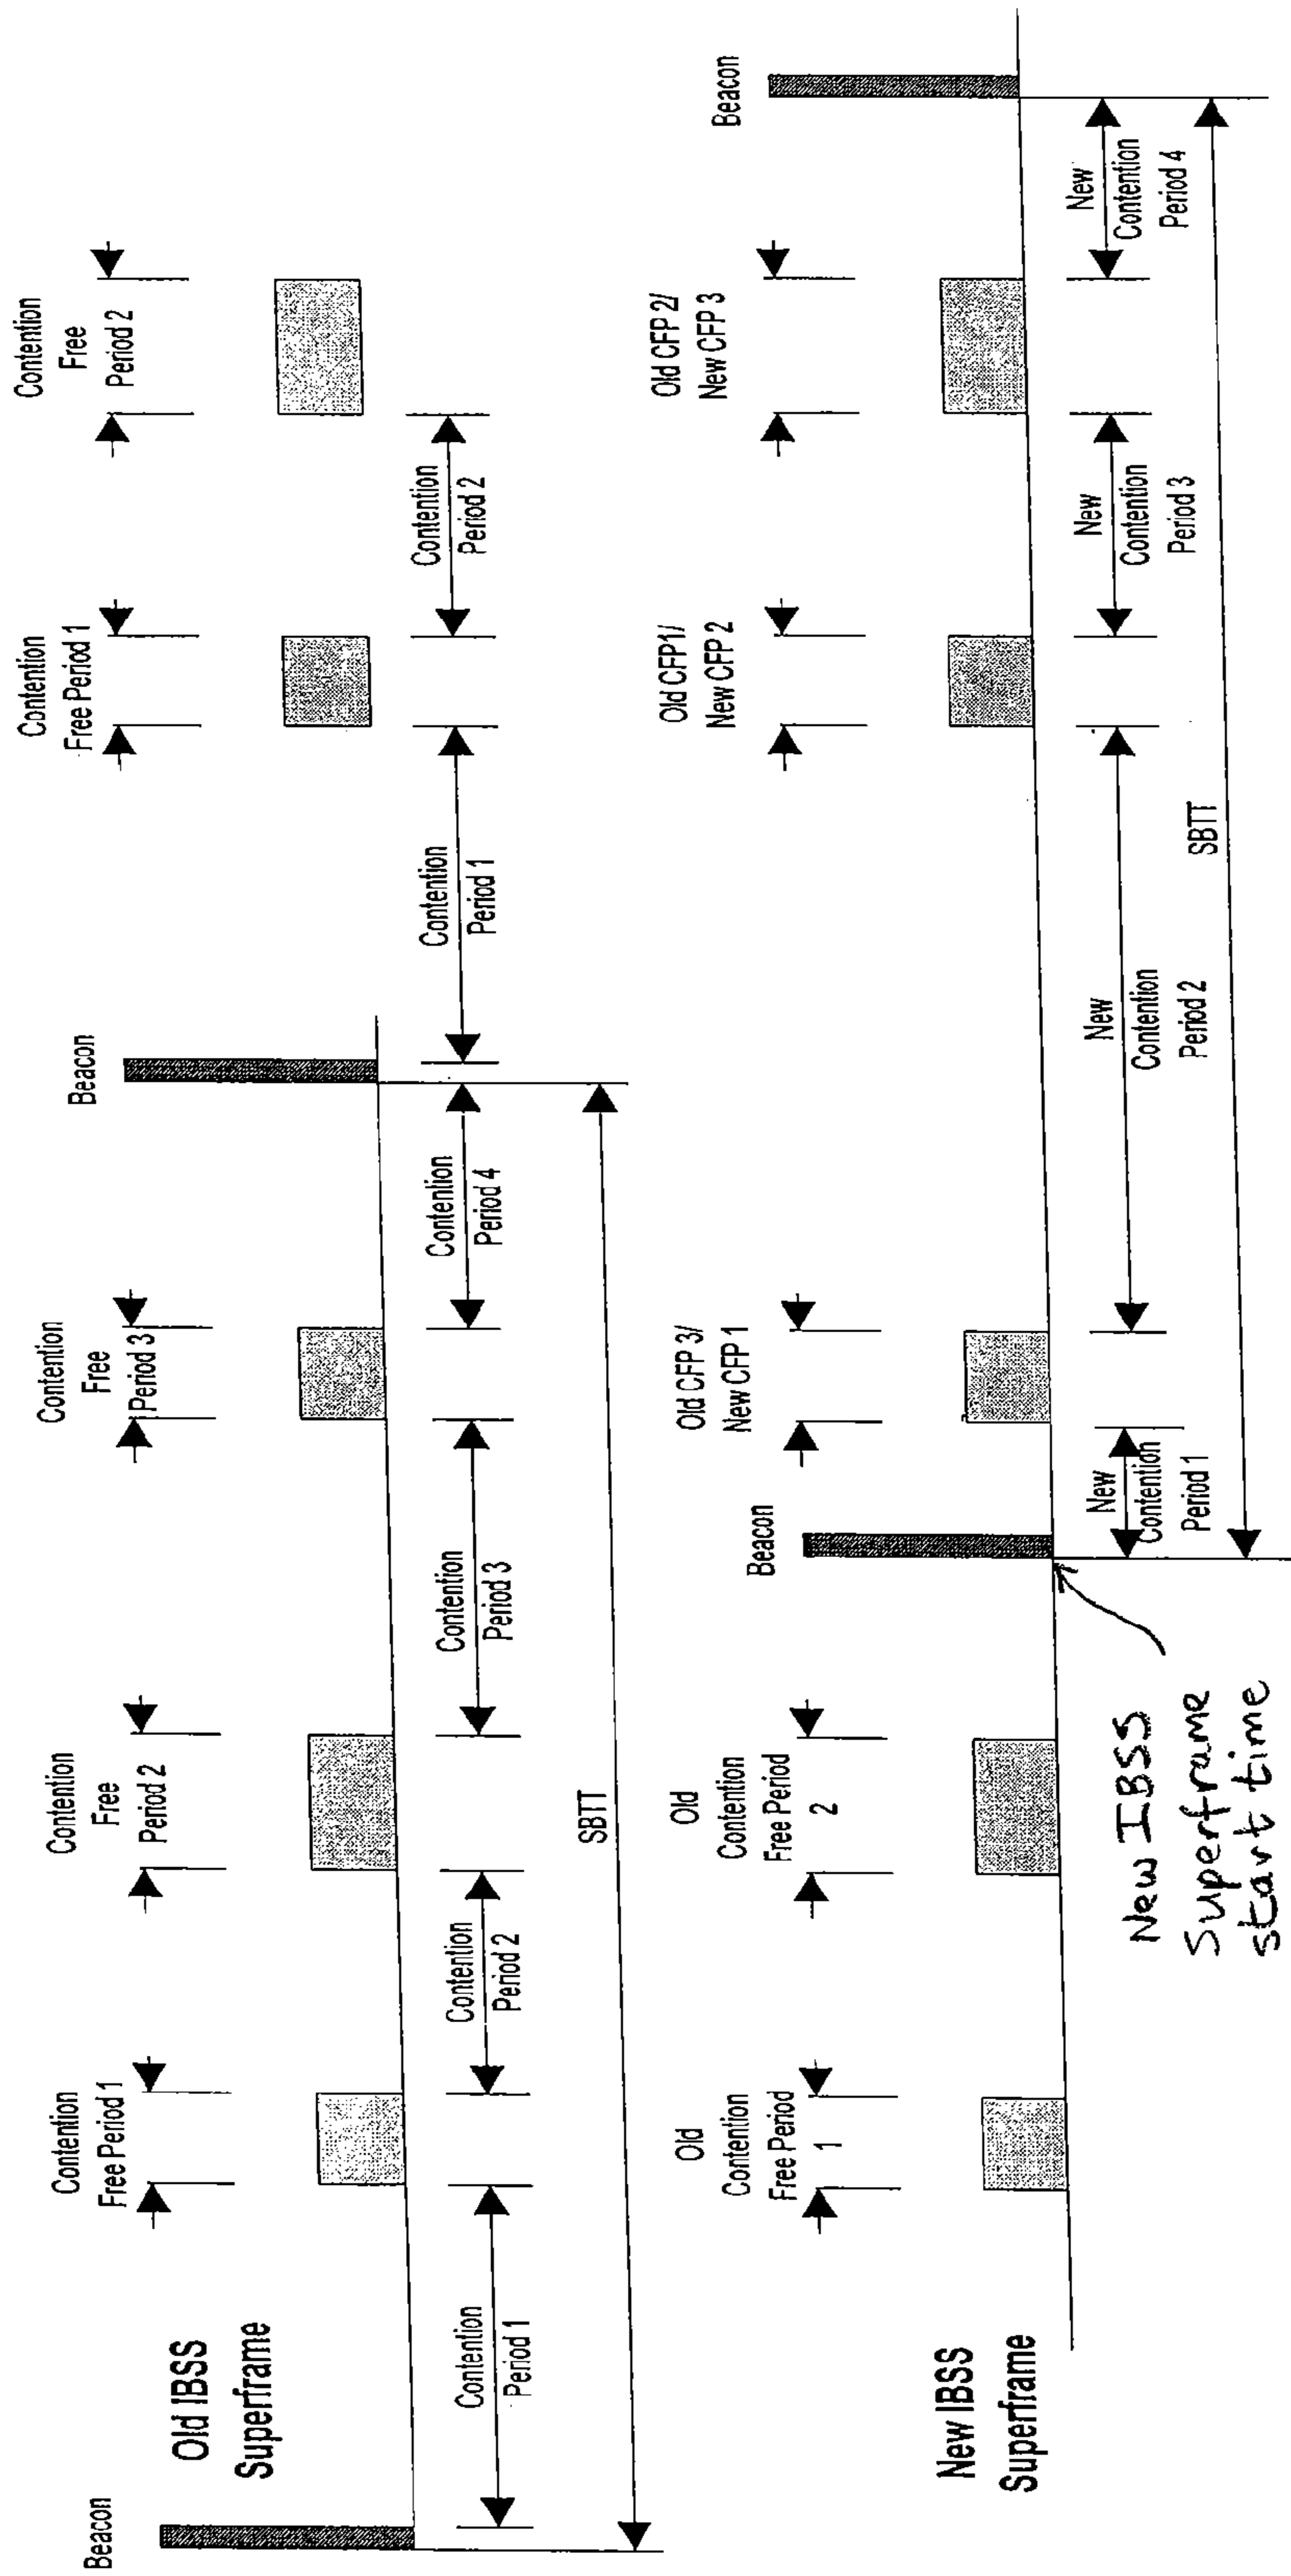 Old IBSS
Superframe
Beacon
Contention
Free Period 1
Contention
Free
Period 2
Contention
Free
Period 3
Beacon
Contention
Free Period 1
Contention
Free
Period 2
Contention
Period 1
Contention
Period 2
Contention
Period 3
Contention
Period 4
Contention
Period 1
Contention
Period 2
SBTT
New IBSS
Superframe
Old
Contention
Free Period
1
Old
Contention
Free Period
2
Beacon
Old CFP 3/
New CFP 1
Old CFP1/
New CFP 2
Old CFP 2/
New CFP 3
Beacon
New
Contention
Period 1
New
Contention
Period 2
New
Contention
Period 3
New
Contention
Period 4
SBTT
New IBSS
Superframe
start time